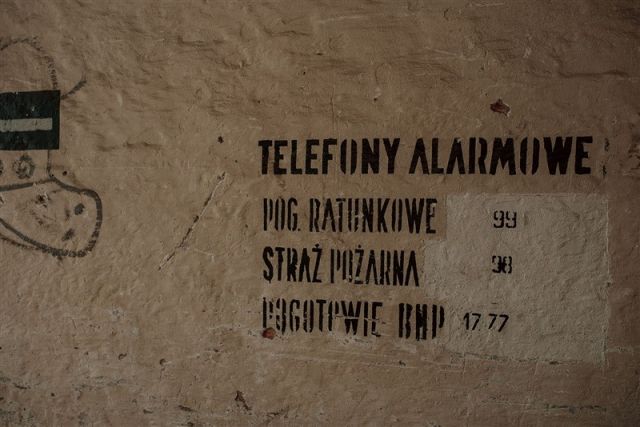 TELEFONY ALARMOWE
POG. RATUNKOWE 99
STRAŻ POŻARNA 98
POGOTOWIE BHP 17 77